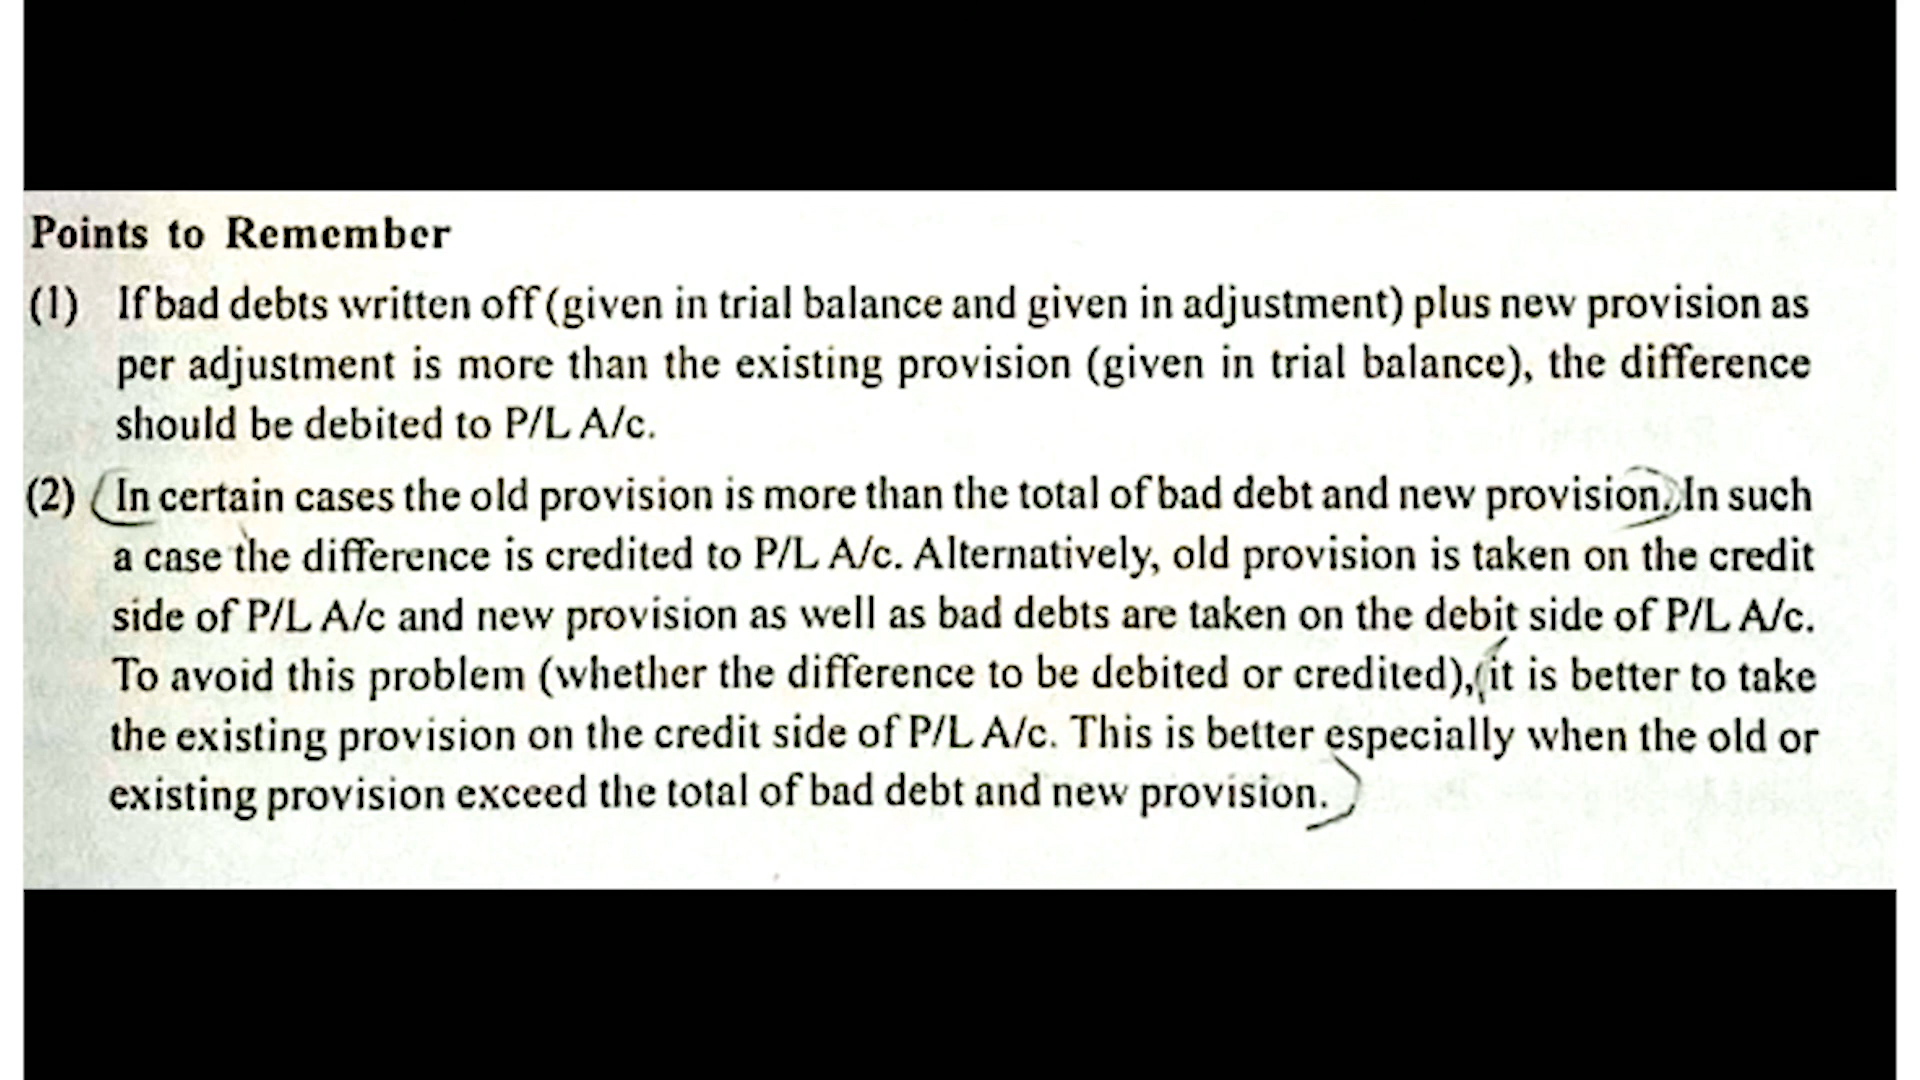 Points to Remember
(1) If bad debts written off (given in trial balance and given in adjustment) plus new provision as
per adjustment is more than the existing provision (given in trial balance), the difference
should be debited to P/L A/c.
(2) (In certain cases the old provision is more than the total of bad debt and new provision.) In such
a case the difference is credited to P/L A/c. Alternatively, old provision is taken on the credit
side of P/L A/c and new provision as well as bad debts are taken on the debit side of P/L A/c.
To avoid this problem (whether the difference to be debited or credited), (it is better to take
the existing provision on the credit side of P/L A/c. This is better especially when the old or
existing provision exceed the total of bad debt and new provision.)